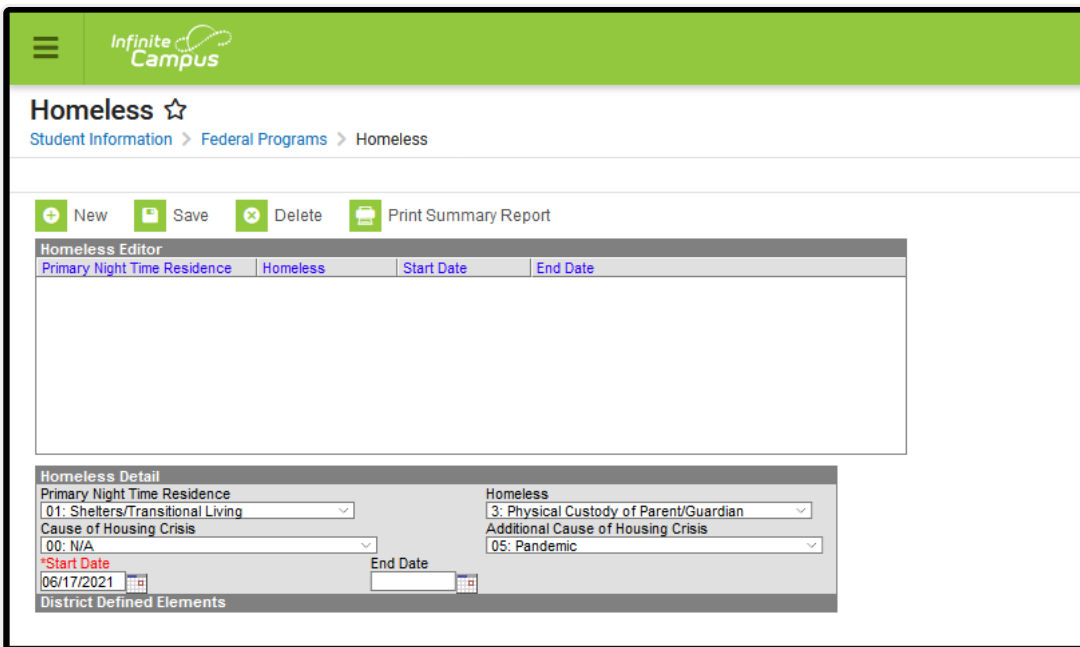 Infinite
Campus
Homeless
Student Information > Federal Programs > Homeless
New Save Delete Print Summary Report
Homeless Editor
Primary Night Time Residence Homeless Start Date End Date
Homeless Detail
Primary Night Time Residence Homeless
01: Shelters/Transitional Living 3: Physical Custody of Parent/Guardian
Cause of Housing Crisis Additional Cause of Housing Crisis
00: N/A 05: Pandemic
*Start Date End Date
06/17/2021
District Defined Elements